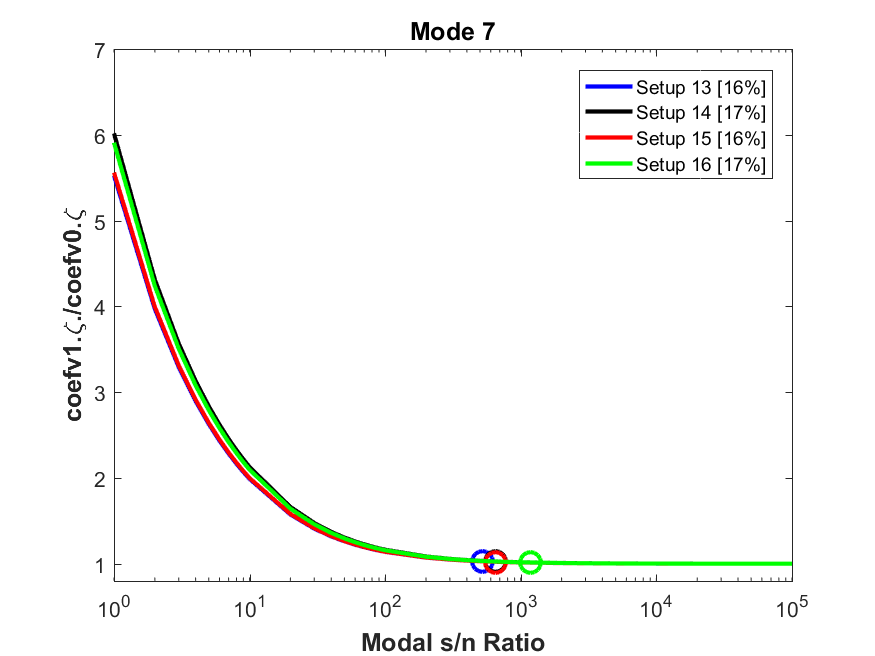 Mode 7
7
6
5
4
3
2
1
coefv1.ζ./coefv0.ζ
Setup 13 [16%]
Setup 14 [17%]
Setup 15 [16%]
Setup 16 [17%]
10⁰ 10¹ 10² 10³ 10⁴ 10⁵
Modal s/n Ratio